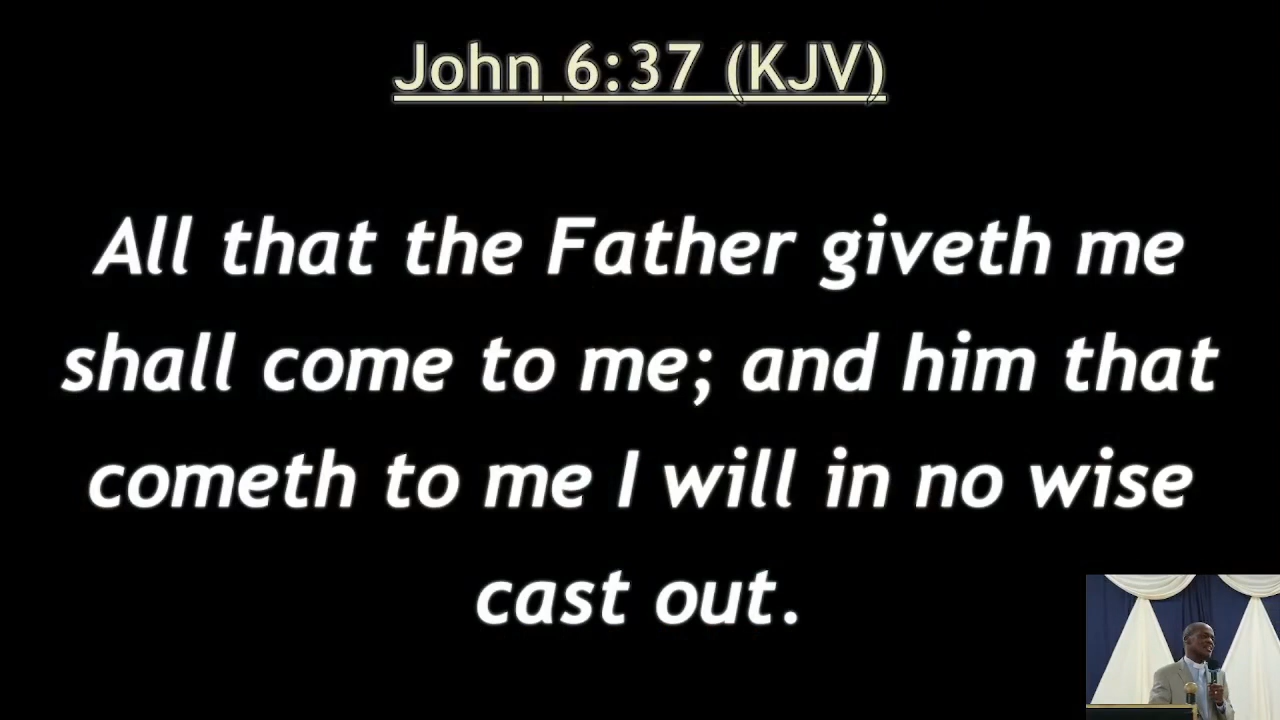 John 6:37 (KJV)
All that the Father giveth me
shall come to me; and him that
cometh to me I will in no wise
cast out.